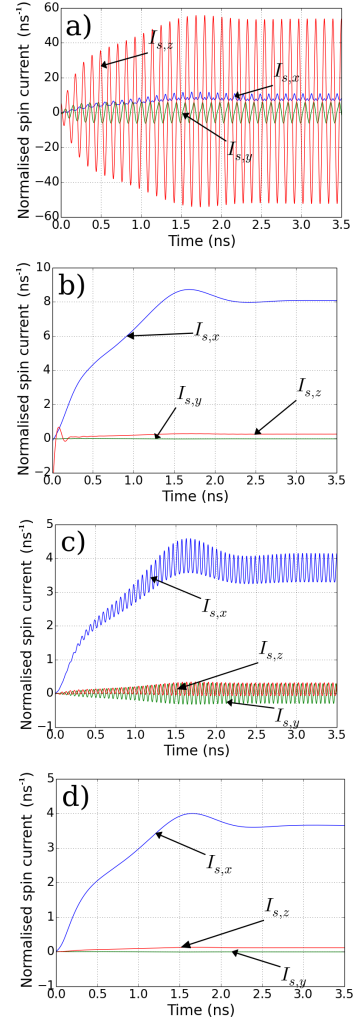 60
40
20
0
−20
−40
−60
Normalised spin current (ns⁻¹)
a)
I_{s,z}
I_{s,x}
I_{s,y}
0.0 0.5 1.0 1.5 2.0 2.5 3.0 3.5
Time (ns)
10
8
6
4
2
0
−2
Normalised spin current (ns⁻¹)
b)
I_{s,x}
I_{s,y}
I_{s,z}
0.0 0.5 1.0 1.5 2.0 2.5 3.0 3.5
Time (ns)
5
4
3
2
1
0
−1
Normalised spin current (ns⁻¹)
c)
I_{s,x}
I_{s,z}
I_{s,y}
0.0 0.5 1.0 1.5 2.0 2.5 3.0 3.5
Time (ns)
5
4
3
2
1
0
−1
Normalised spin current (ns⁻¹)
d)
I_{s,x}
I_{s,z}
I_{s,y}
0.0 0.5 1.0 1.5 2.0 2.5 3.0 3.5
Time (ns)